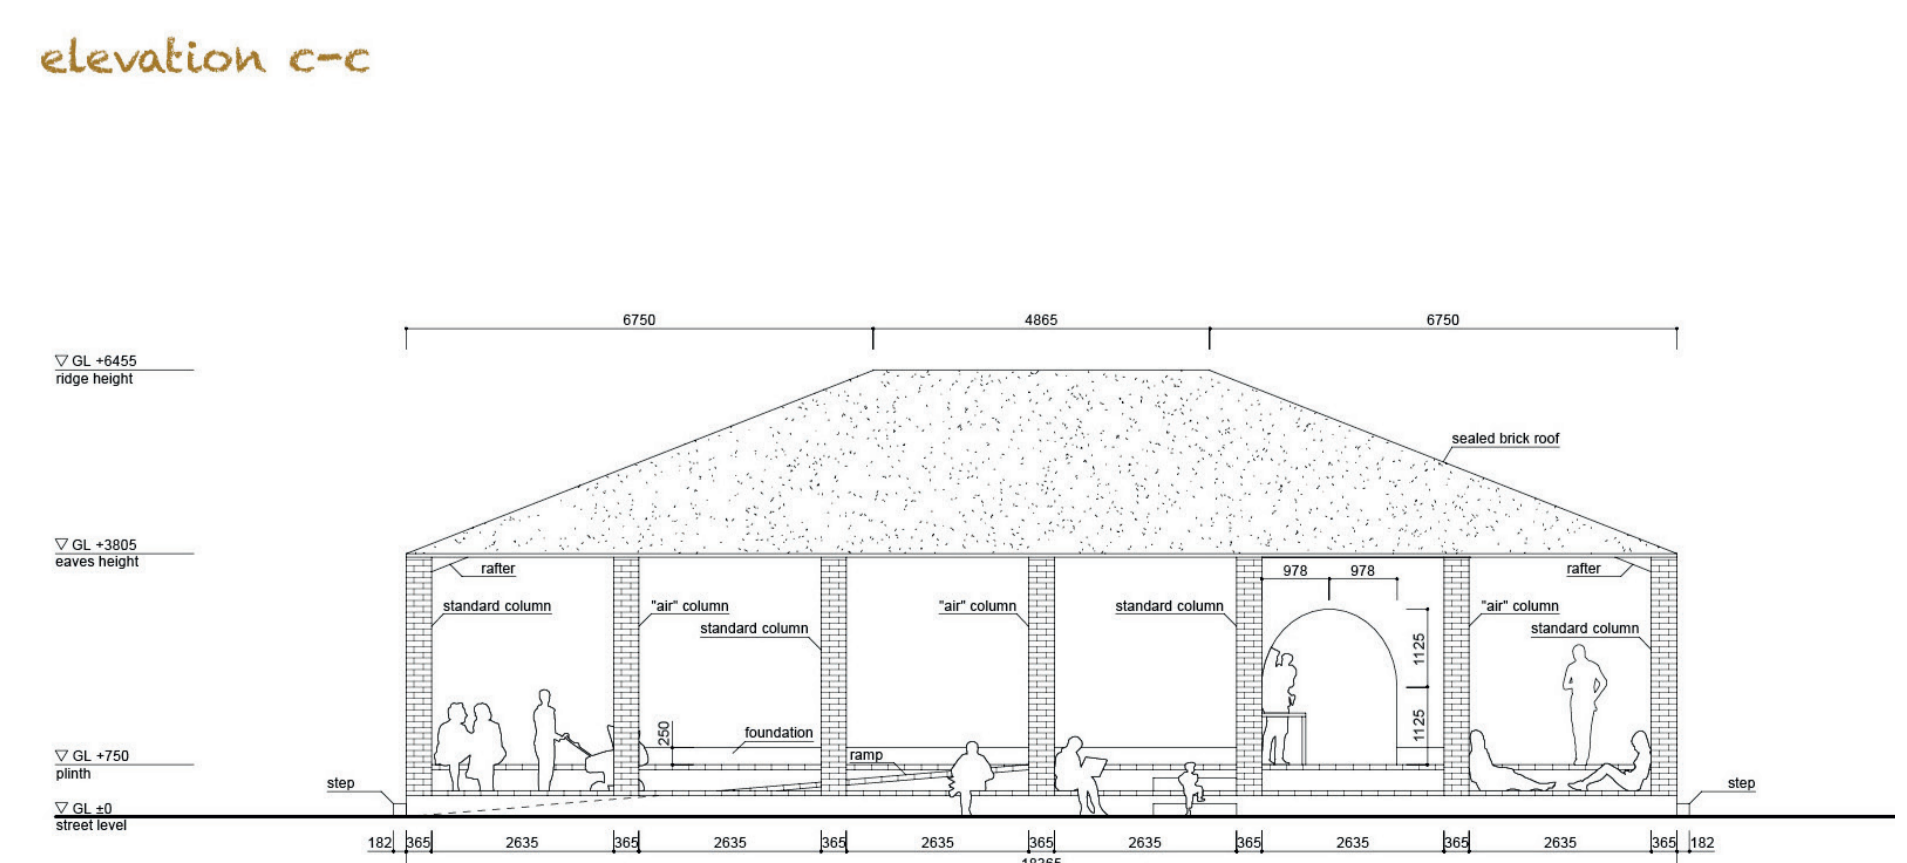 elevation c-c
6750 4865 6750
▽ GL +6455
ridge height
sealed brick roof
▽ GL +3805
eaves height
rafter
rafter
978 978
standard column
"air" column
"air" column
standard column
"air" column
standard column
standard column
1125
1125
250
foundation
▽ GL +750
plinth
ramp
step
step
▽ GL ±0
street level
182 365 2635 365 2635 365 2635 365 2635 365 2635 365 2635 365 182
18365